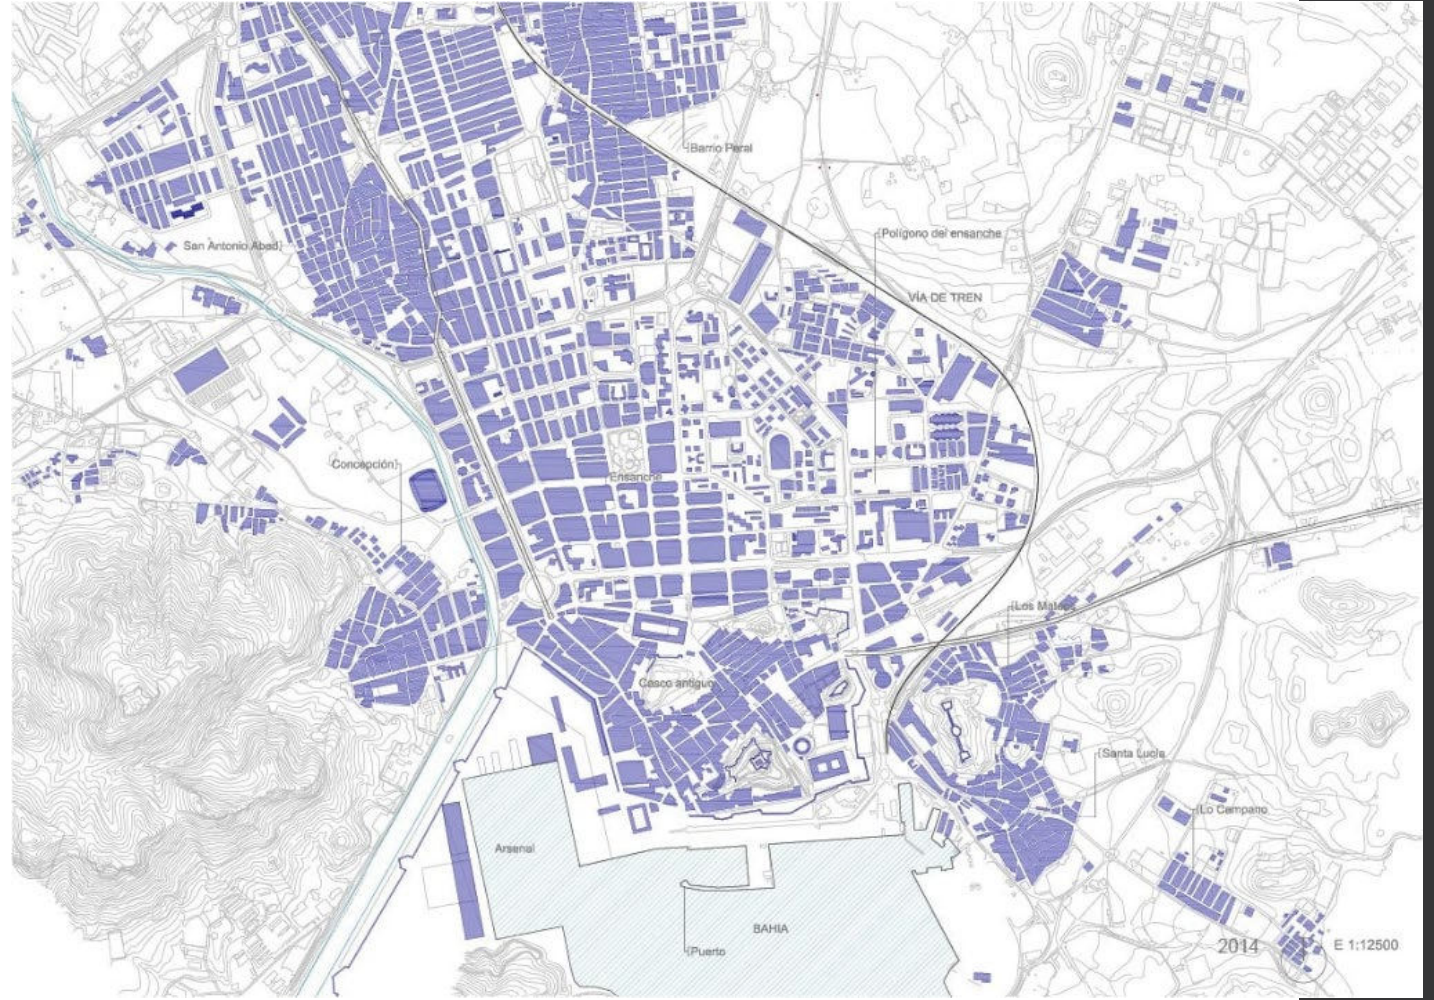 Barrio Peral
Polígono del ensanche
San Antonio Abad
VÍA DE TREN
Concepción
Ensanche
Los Mateos
Casco antiguo
Santa Lucía
Lo Campano
Arsenal
BAHIA
Puerto
2014
E 1:12500